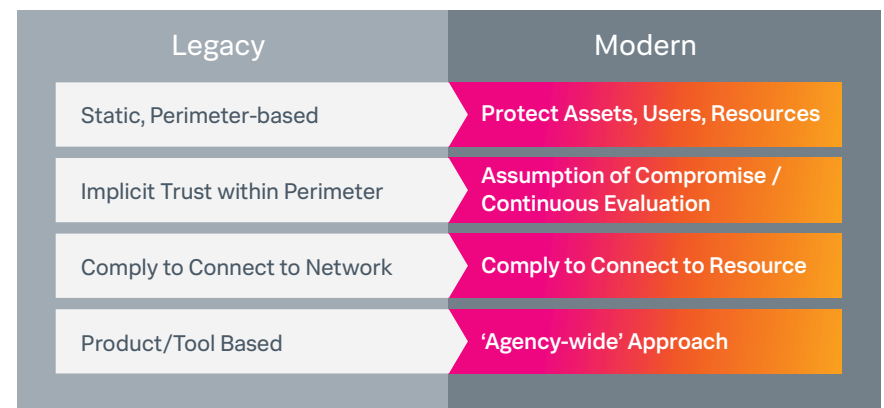 Legacy
Modern
Static, Perimeter-based
Protect Assets, Users, Resources
Implicit Trust within Perimeter
Assumption of Compromise /
Continuous Evaluation
Comply to Connect to Network
Comply to Connect to Resource
Product/Tool Based
‘Agency-wide’ Approach